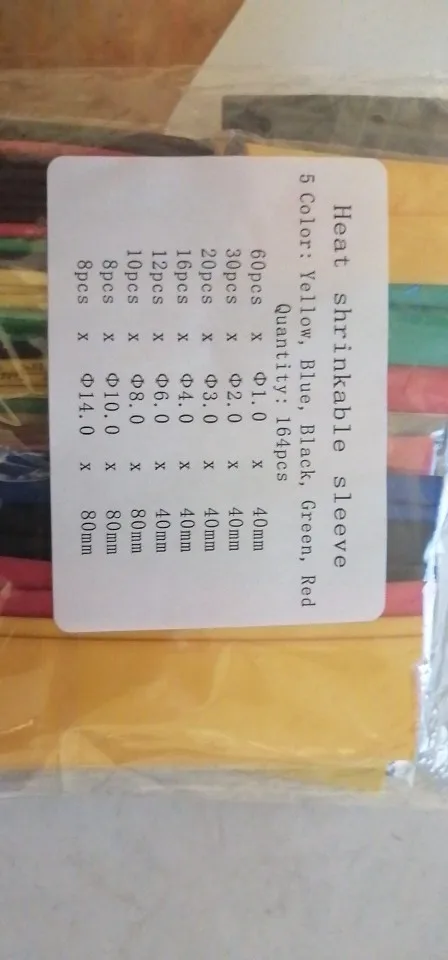 Heat shrinkable sleeve
5 Color: Yellow, Blue, Black, Green, Red
Quantity: 164pcs
60pcs x Φ1.0 x 40mm
30pcs x Φ2.0 x 40mm
20pcs x Φ3.0 x 40mm
16pcs x Φ4.0 x 40mm
12pcs x Φ6.0 x 40mm
10pcs x Φ8.0 x 80mm
8pcs x Φ10.0 x 80mm
8pcs x Φ14.0 x 80mm